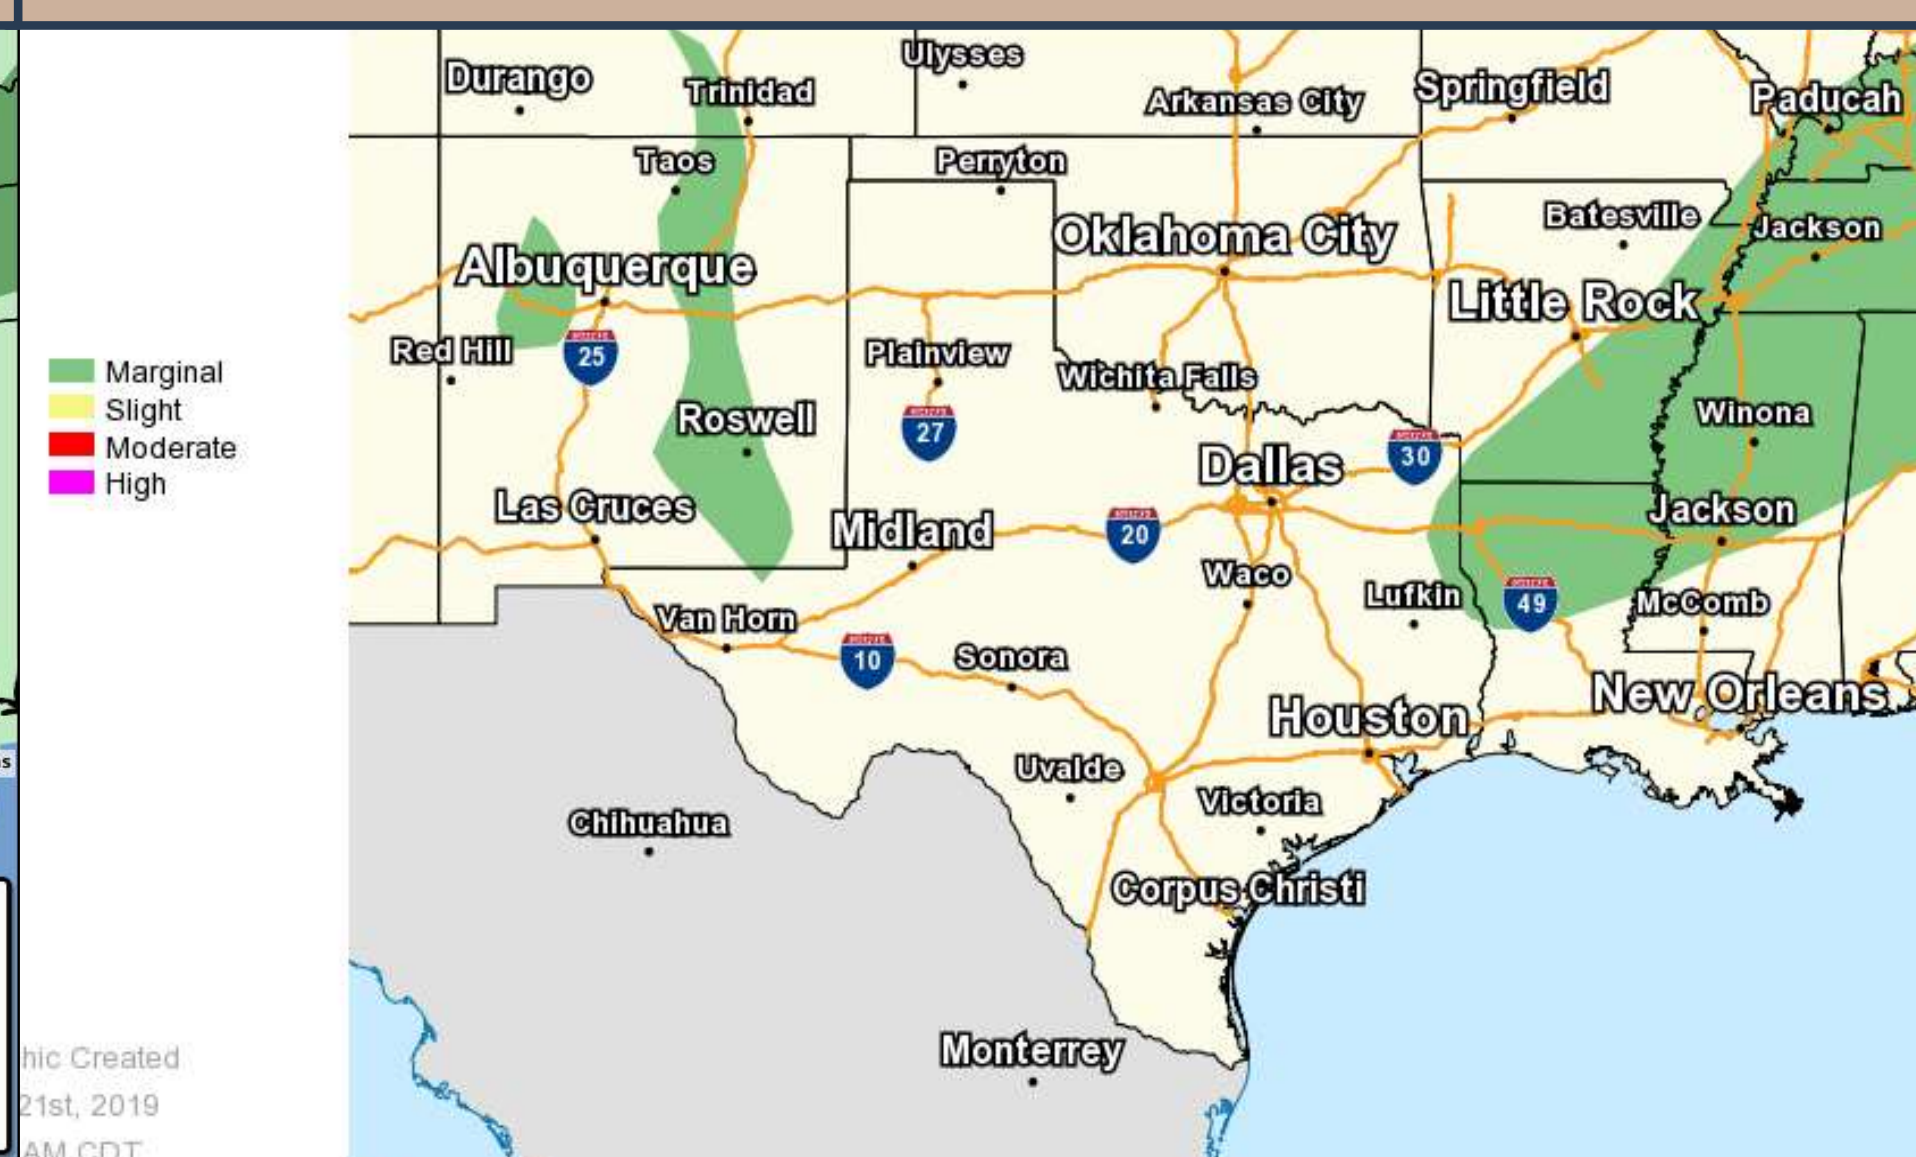 Ulysses
Durango
Trinidad
Arkansas City
Springfield
Paducah
Taos
Perryton
Batesville
Jackson
Oklahoma City
Albuquerque
Little Rock
Red Hill
25
Plainview
Wichita Falls
Marginal
Slight
Moderate
High
Roswell
27
Winona
Dallas
30
Las Cruces
Midland
20
Jackson
Waco
Lufkin
49
McComb
Van Horn
10
Sonora
New Orleans
Houston
Uvalde
Victoria
Chihuahua
Corpus Christi
Monterrey
hic Created
21st, 2019
AM CDT